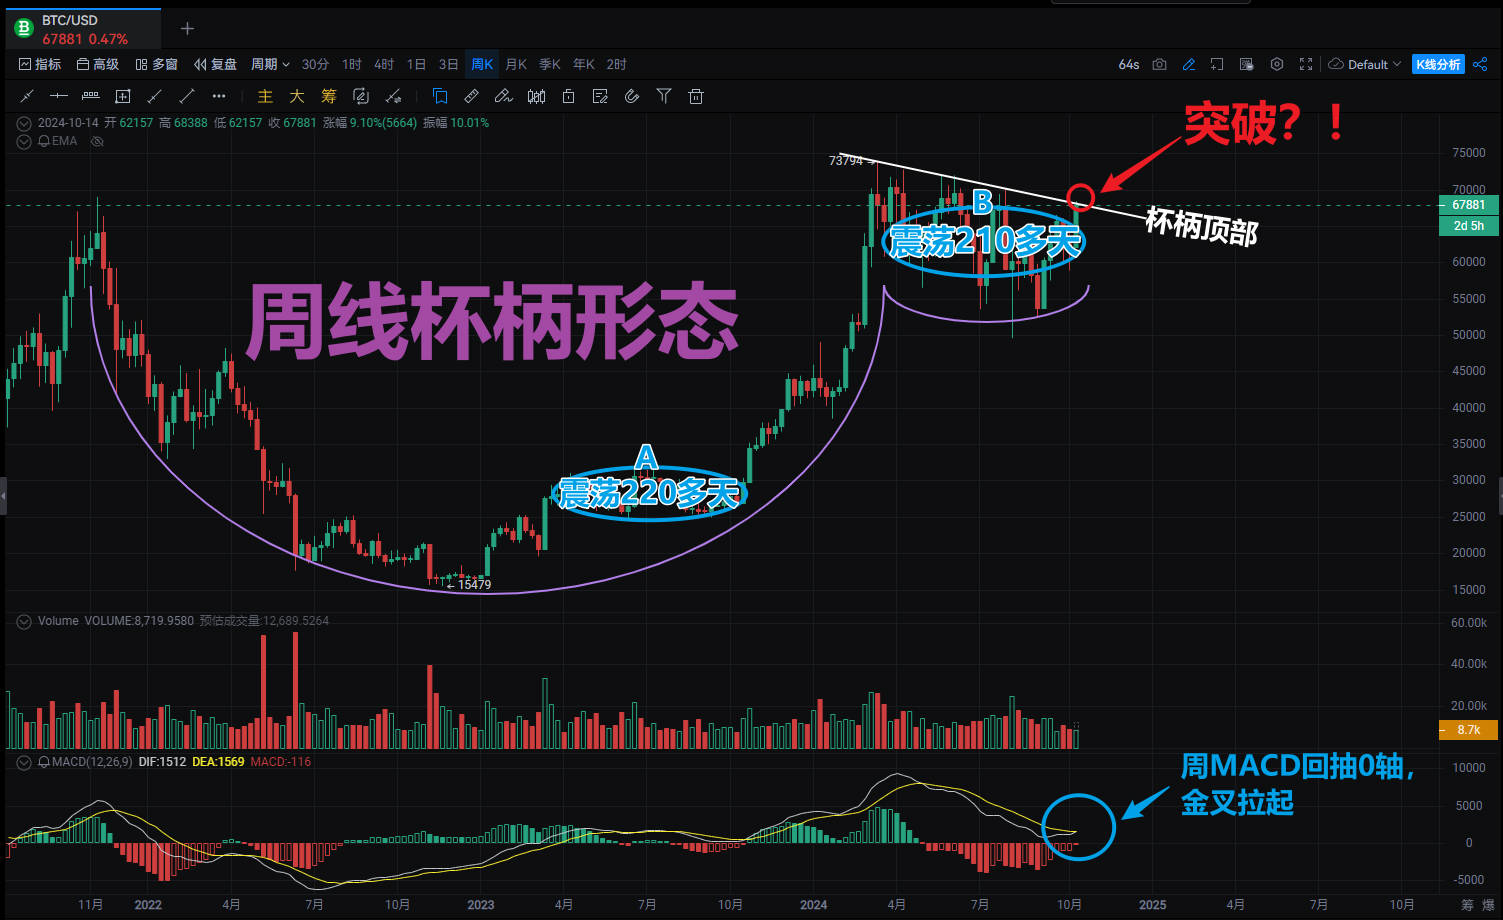 BTC/USD
67881 0.47%
指标 高级 多窗 复盘 周期 30分 1时 4时 1日 3日 周K 月K 季K 年K 2时 64s Default K线分析
主 大 筹
2024-10-14 开 62157 高 68388 低 62157 收 67881 涨幅 9.10%(5664) 振幅 10.01%
EMA
突破？！
73794
75000
70000
67881
2d 5h
60000
55000
50000
45000
40000
35000
30000
25000
20000
15000
B
震荡210多天
杯柄顶部
周线杯柄形态
A
震荡220多天
15479
Volume VOLUME:8,719.9580 预估成交量:12,689.5264
60.00k
40.00k
20.00k
8.7k
MACD(12,26,9) DIF:1512 DEA:1569 MACD:-116
周MACD回抽0轴，
金叉拉起
10000
5000
0
-5000
11月 2022 4月 7月 10月 2023 4月 7月 10月 2024 4月 7月 10月 2025 4月 7月 10月 筹 爆